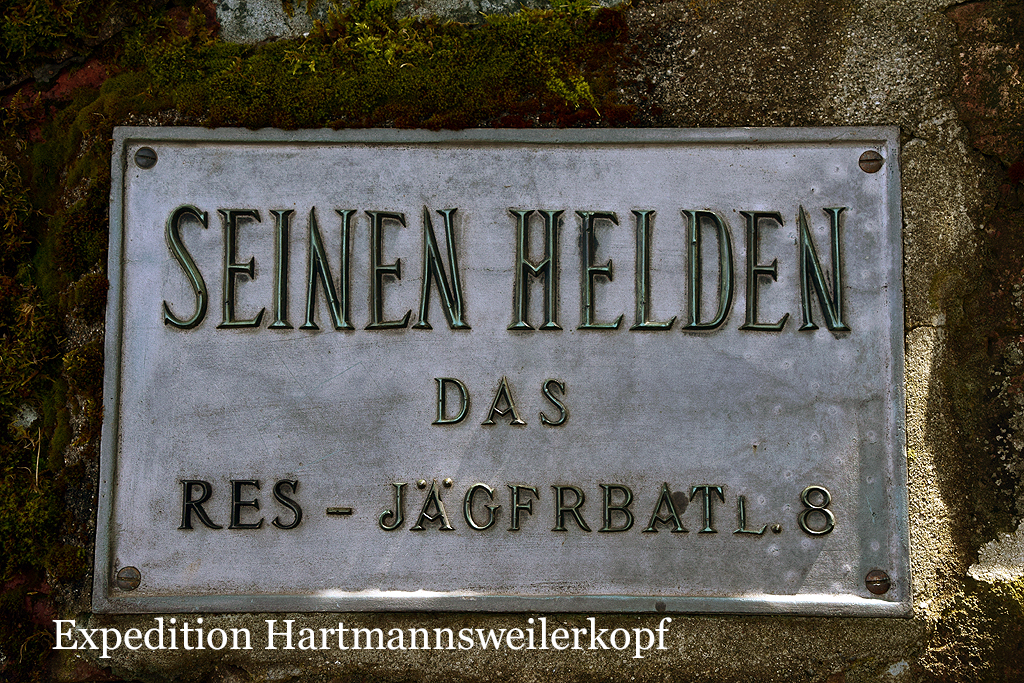 SEINEN HELDEN
DAS
RES - JÄGFRBATL. 8
Expedition Hartmannsweilerkopf